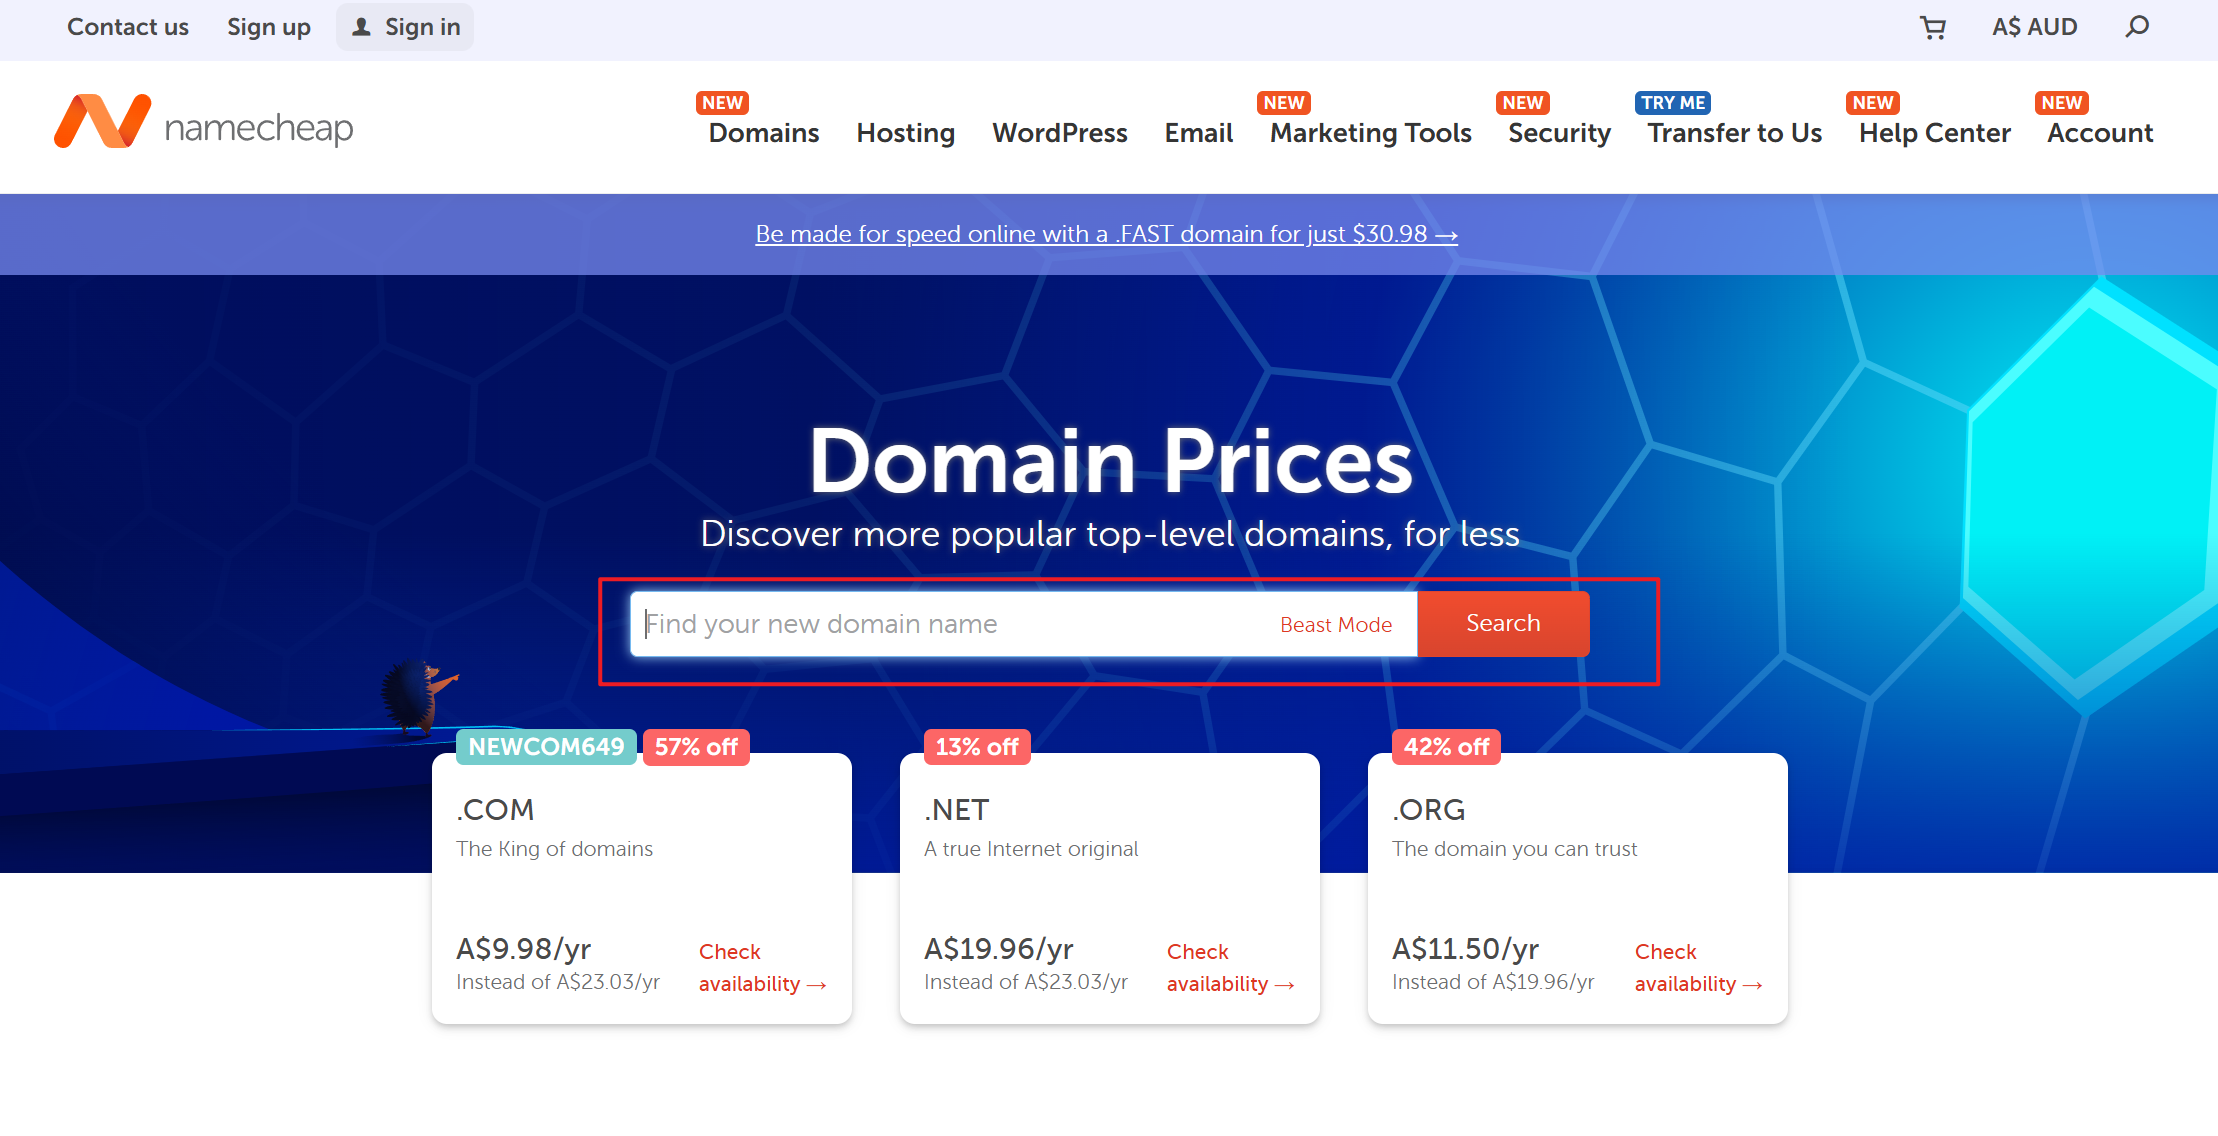 Contact us Sign up Sign in A$ AUD
namecheap
NEW NEW NEW TRY ME NEW NEW
Domains Hosting WordPress Email Marketing Tools Security Transfer to Us Help Center Account
Be made for speed online with a .FAST domain for just $30.98 →
Domain Prices
Discover more popular top-level domains, for less
Find your new domain name Beast Mode Search
NEWCOM649 57% off
.COM
The King of domains
A$9.98/yr
Instead of A$23.03/yr
Check
availability →
13% off
.NET
A true Internet original
A$19.96/yr
Instead of A$23.03/yr
Check
availability →
42% off
.ORG
The domain you can trust
A$11.50/yr
Instead of A$19.96/yr
Check
availability →